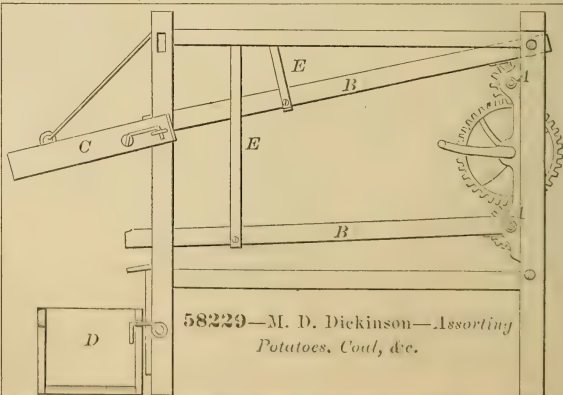 E
B
A
C
E
B
D
58229—M. D. Dickinson—Assorting
Potatoes, Coal, &c.